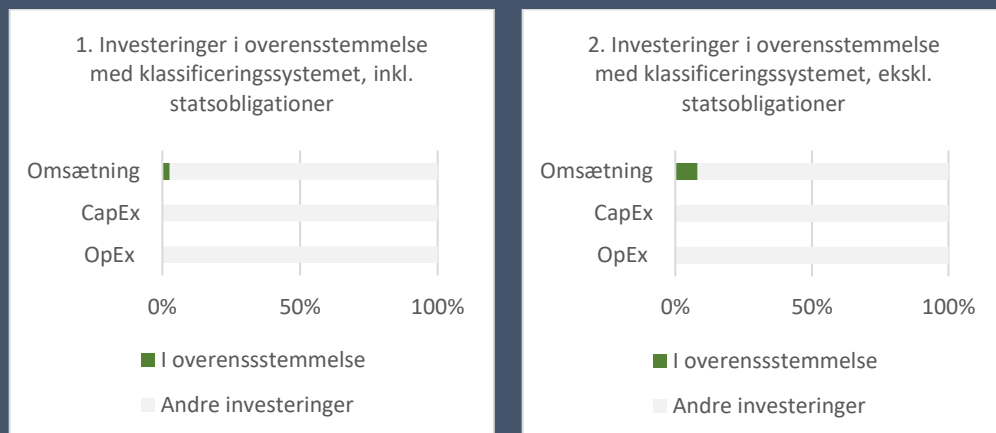 1. Investeringer i overensstemmelse
med klassificeringssystemet, inkl.
statsobligationer
Omsætning
CapEx
OpEx
0% 50% 100%
I overenssstemmelse
Andre investeringer
2. Investeringer i overensstemmelse
med klassificeringssystemet, ekskl.
statsobligationer
Omsætning
CapEx
OpEx
0% 50% 100%
I overenssstemmelse
Andre investeringer